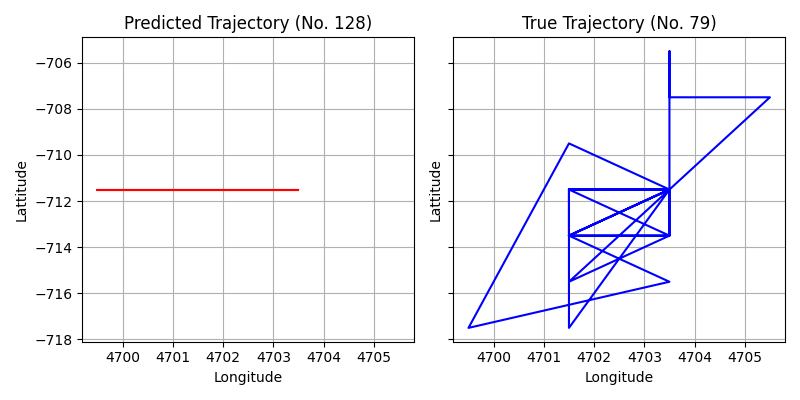 Predicted Trajectory (No. 128)
−706
−708
−710
−712
−714
−716
−718
Lattitude
4700 4701 4702 4703 4704 4705
Longitude
True Trajectory (No. 79)
Lattitude
4700 4701 4702 4703 4704 4705
Longitude